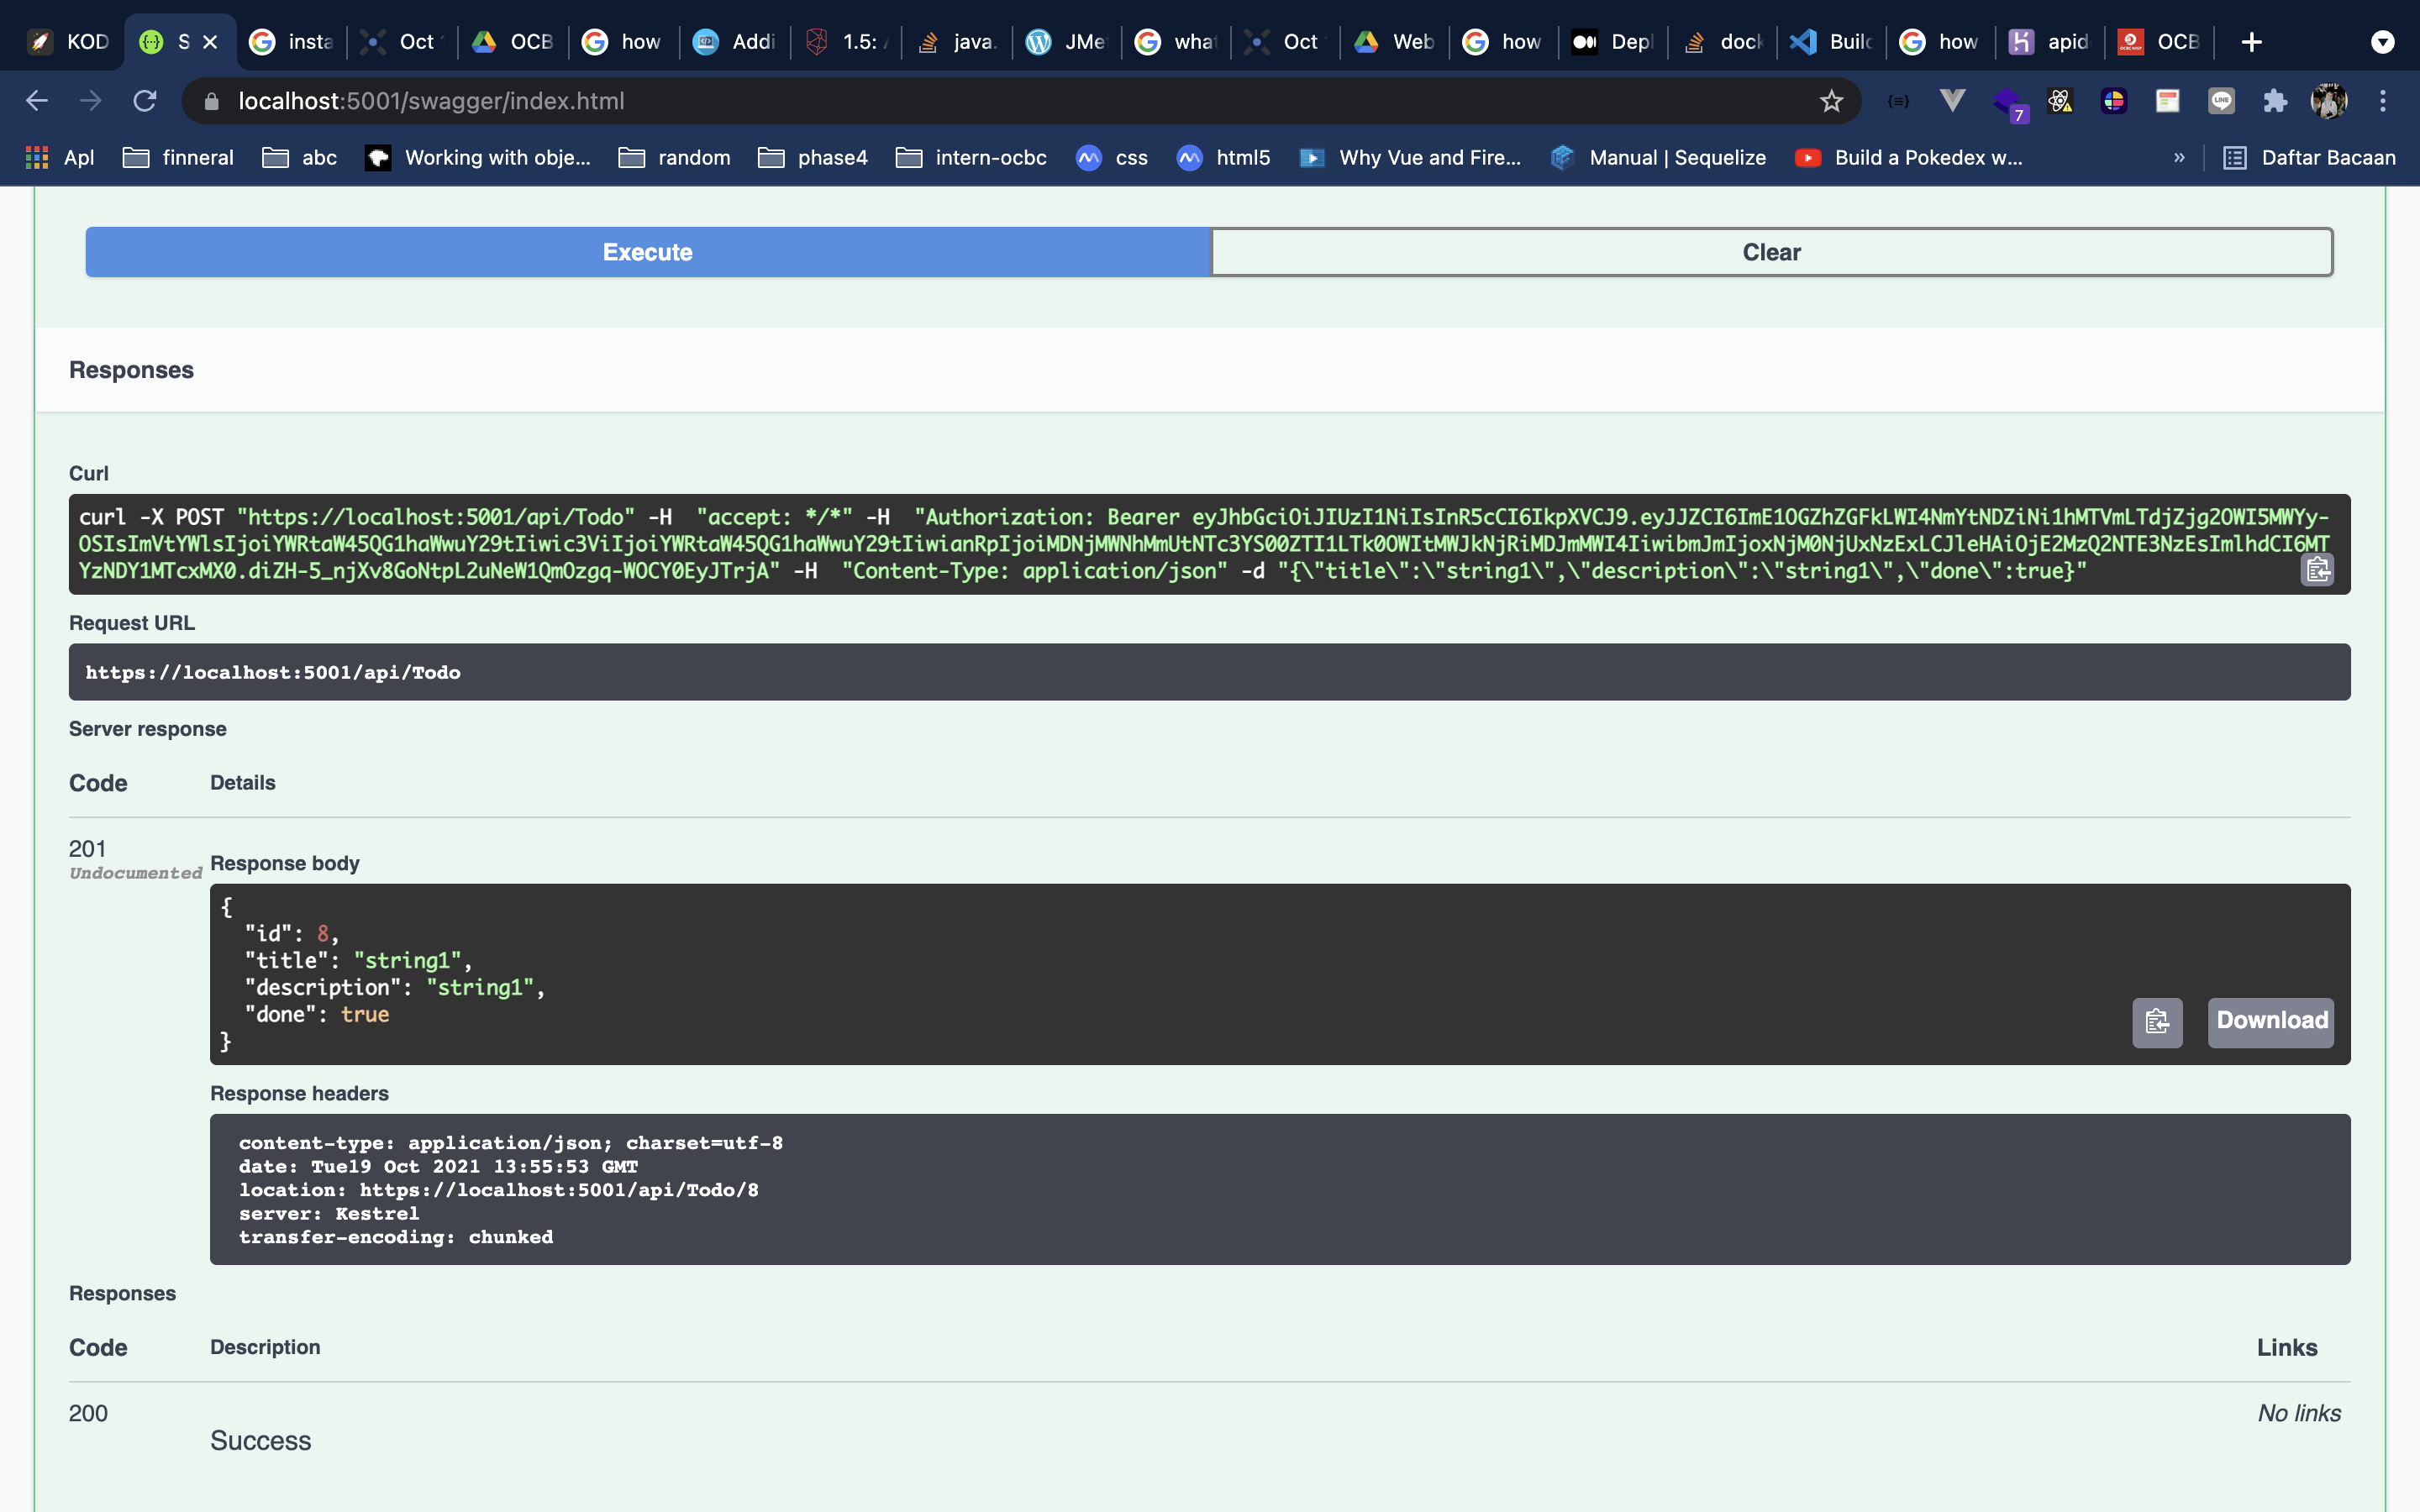 KOD S insta Oct OCB how Addi 1.5: java. JMe what Oct Web how Depl dock Builc how apid OCB
localhost:5001/swagger/index.html
7
Apl finneral abc Working with obje... random phase4 intern-ocbc css html5 Why Vue and Fire... Manual | Sequelize Build a Pokedex w... » Daftar Bacaan
Execute Clear
Responses
Curl
curl -X POST "https://localhost:5001/api/Todo" -H  "accept: */*" -H  "Authorization: Bearer eyJhbGciOiJIUzI1NiIsInR5cCI6IkpXVCJ9.eyJJZCI6ImE1OGZhZGFkLWI4NmYtNDZiNi1hMTVmLTdjZjg2OWI5MWYy-
OSIsImVtYWlsIjoiYWRtaW45QG1haWwuY29tIiwic3ViIjoiYWRtaW45QG1haWwuY29tIiwianRpIjoiMDNjMWNhMmUtNTc3YS00ZTI1LTk0OWItMWJkNjRiMDJmMWI4IiwibmJmIjoxNjM0NjUxNzExLCJleHAiOjE2MzQ2NTE3NzEsImlhdCI6MT
YzNDY1MTcxMX0.diZH-5_njXv8GoNtpL2uNeW1QmOzgq-WOCY0EyJTrjA" -H  "Content-Type: application/json" -d "{\"title\":\"string1\",\"description\":\"string1\",\"done\":true}"
Request URL
https://localhost:5001/api/Todo
Server response
Code Details
201
Undocumented
Response body
{
"id": 8,
"title": "string1",
"description": "string1",
"done": true
}
Download
Response headers
content-type: application/json; charset=utf-8
date: Tue19 Oct 2021 13:55:53 GMT
location: https://localhost:5001/api/Todo/8
server: Kestrel
transfer-encoding: chunked
Responses
Code Description Links
200 No links
Success